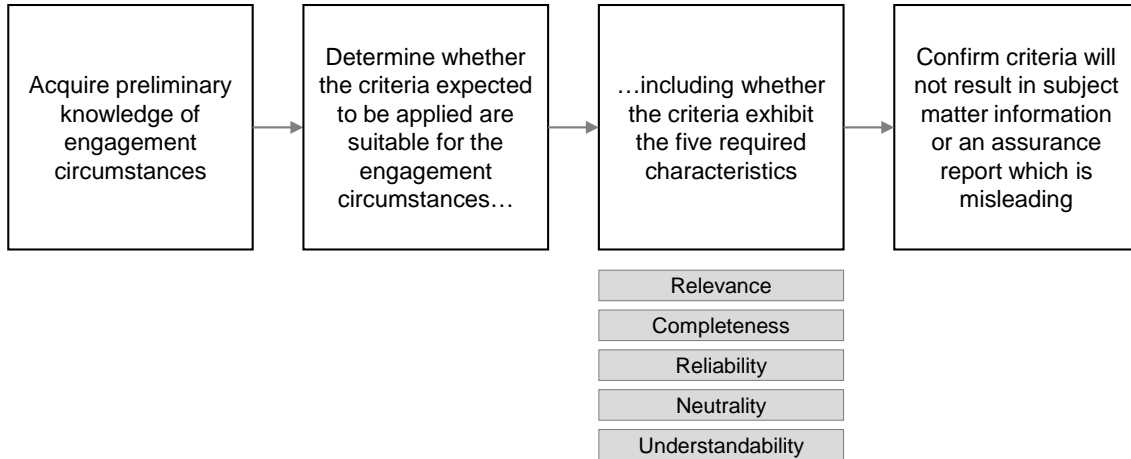 Acquire preliminary
knowledge of
engagement
circumstances
Determine whether
the criteria expected
to be applied are
suitable for the
engagement
circumstances…
…including whether
the criteria exhibit
the five required
characteristics
Confirm criteria will
not result in subject
matter information
or an assurance
report which is
misleading
Relevance
Completeness
Reliability
Neutrality
Understandability